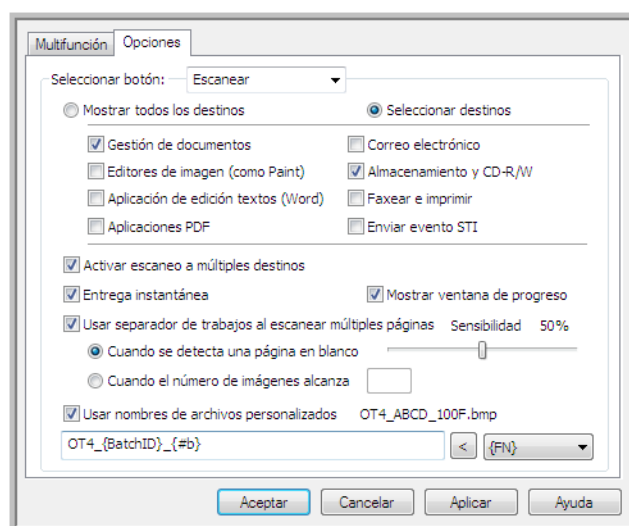 Multifunción Opciones
Seleccionar botón: Escanear
Mostrar todos los destinos Seleccionar destinos
Gestión de documentos Correo electrónico
Editores de imagen (como Paint) Almacenamiento y CD-R/W
Aplicación de edición textos (Word) Faxear e imprimir
Aplicaciones PDF Enviar evento STI
Activar escaneo a múltiples destinos
Entrega instantánea Mostrar ventana de progreso
Usar separador de trabajos al escanear múltiples páginas Sensibilidad 50%
Cuando se detecta una página en blanco
Cuando el número de imágenes alcanza
Usar nombres de archivos personalizados OT4_ABCD_100F.bmp
OT4_{BatchID}_{#b} < {FN}
Aceptar Cancelar Aplicar Ayuda